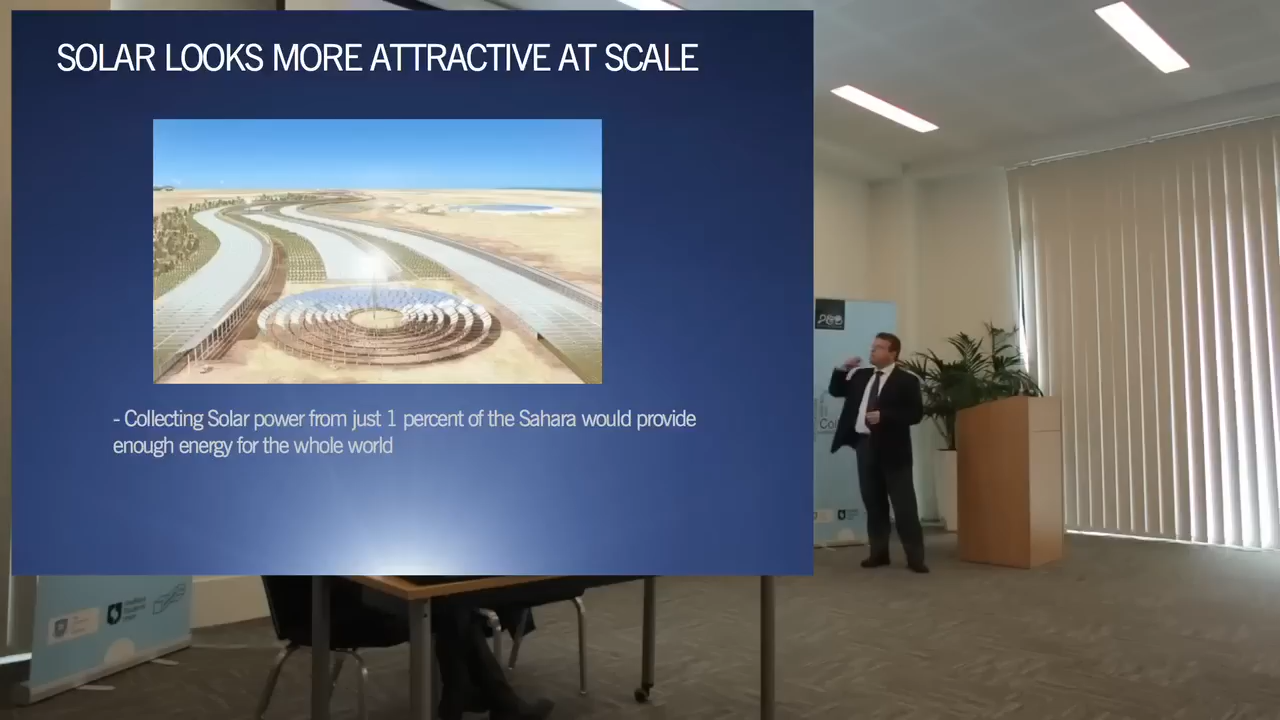 SOLAR LOOKS MORE ATTRACTIVE AT SCALE
- Collecting Solar power from just 1 percent of the Sahara would provide
enough energy for the whole world